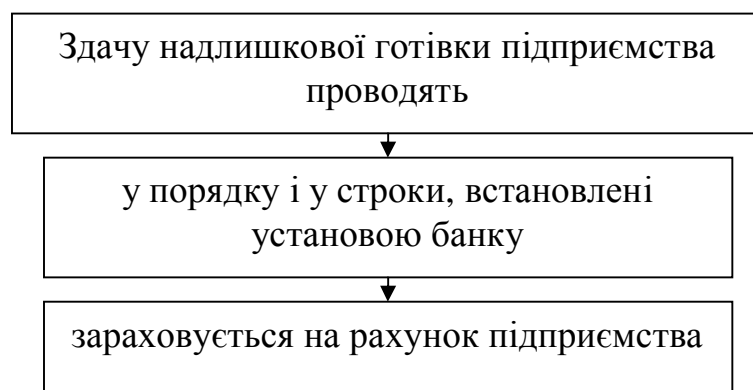 Здачу надлишкової готівки підприємства
проводять
у порядку і у строки, встановлені
установою банку
зараховується на рахунок підприємства